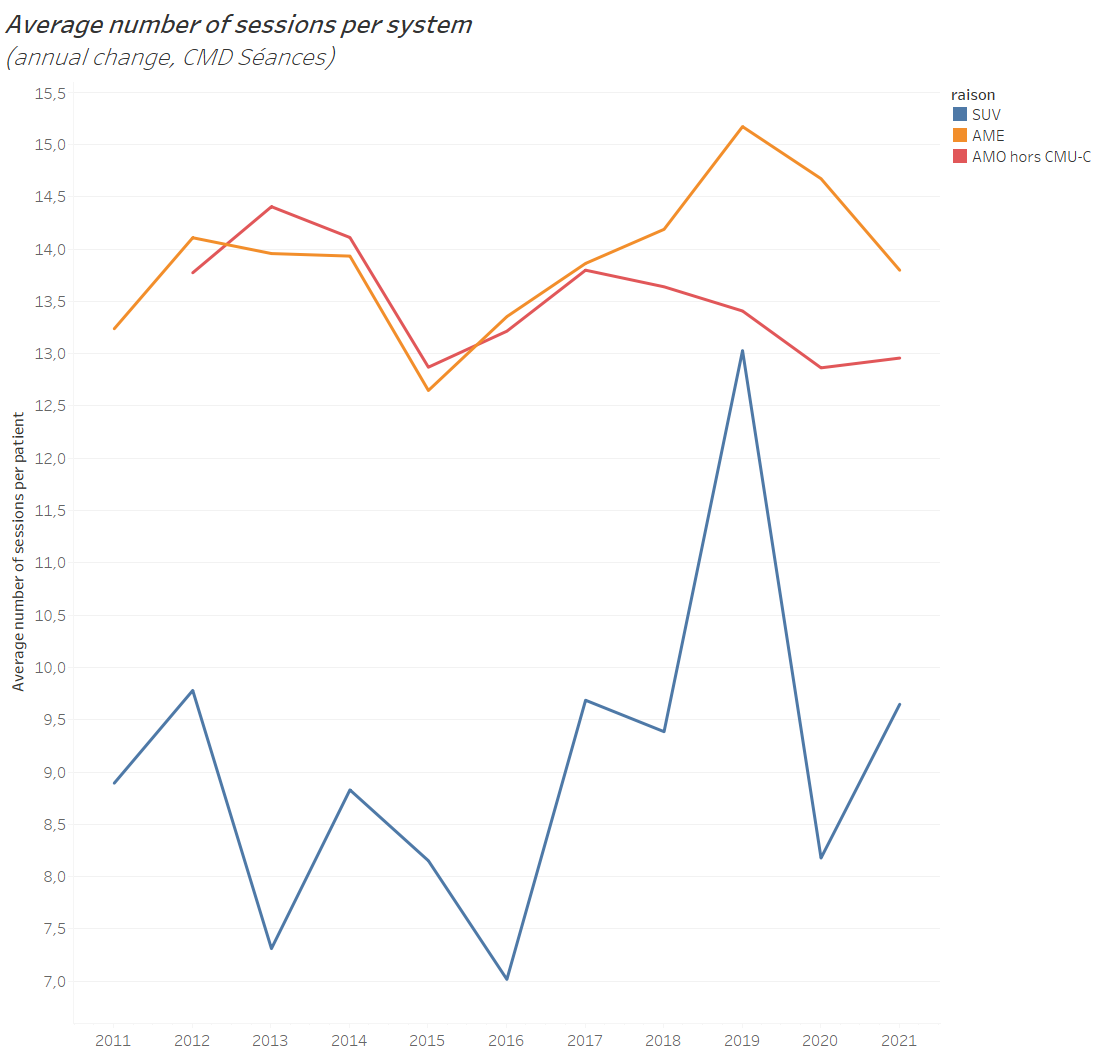 Average number of sessions per system
(annual change, CMD Séances)
raison
SUV
AME
AMO hors CMU-C
Average number of sessions per patient
15,5
15,0
14,5
14,0
13,5
13,0
12,5
12,0
11,5
11,0
10,5
10,0
9,5
9,0
8,5
8,0
7,5
7,0
2011 2012 2013 2014 2015 2016 2017 2018 2019 2020 2021